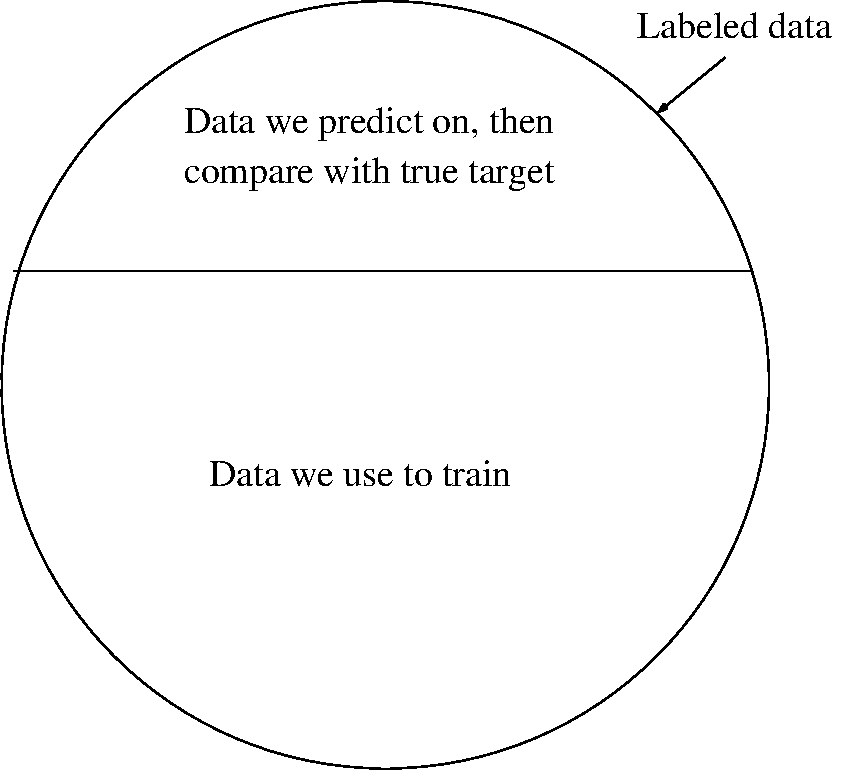 Labeled data
Data we predict on, then
compare with true target
Data we use to train